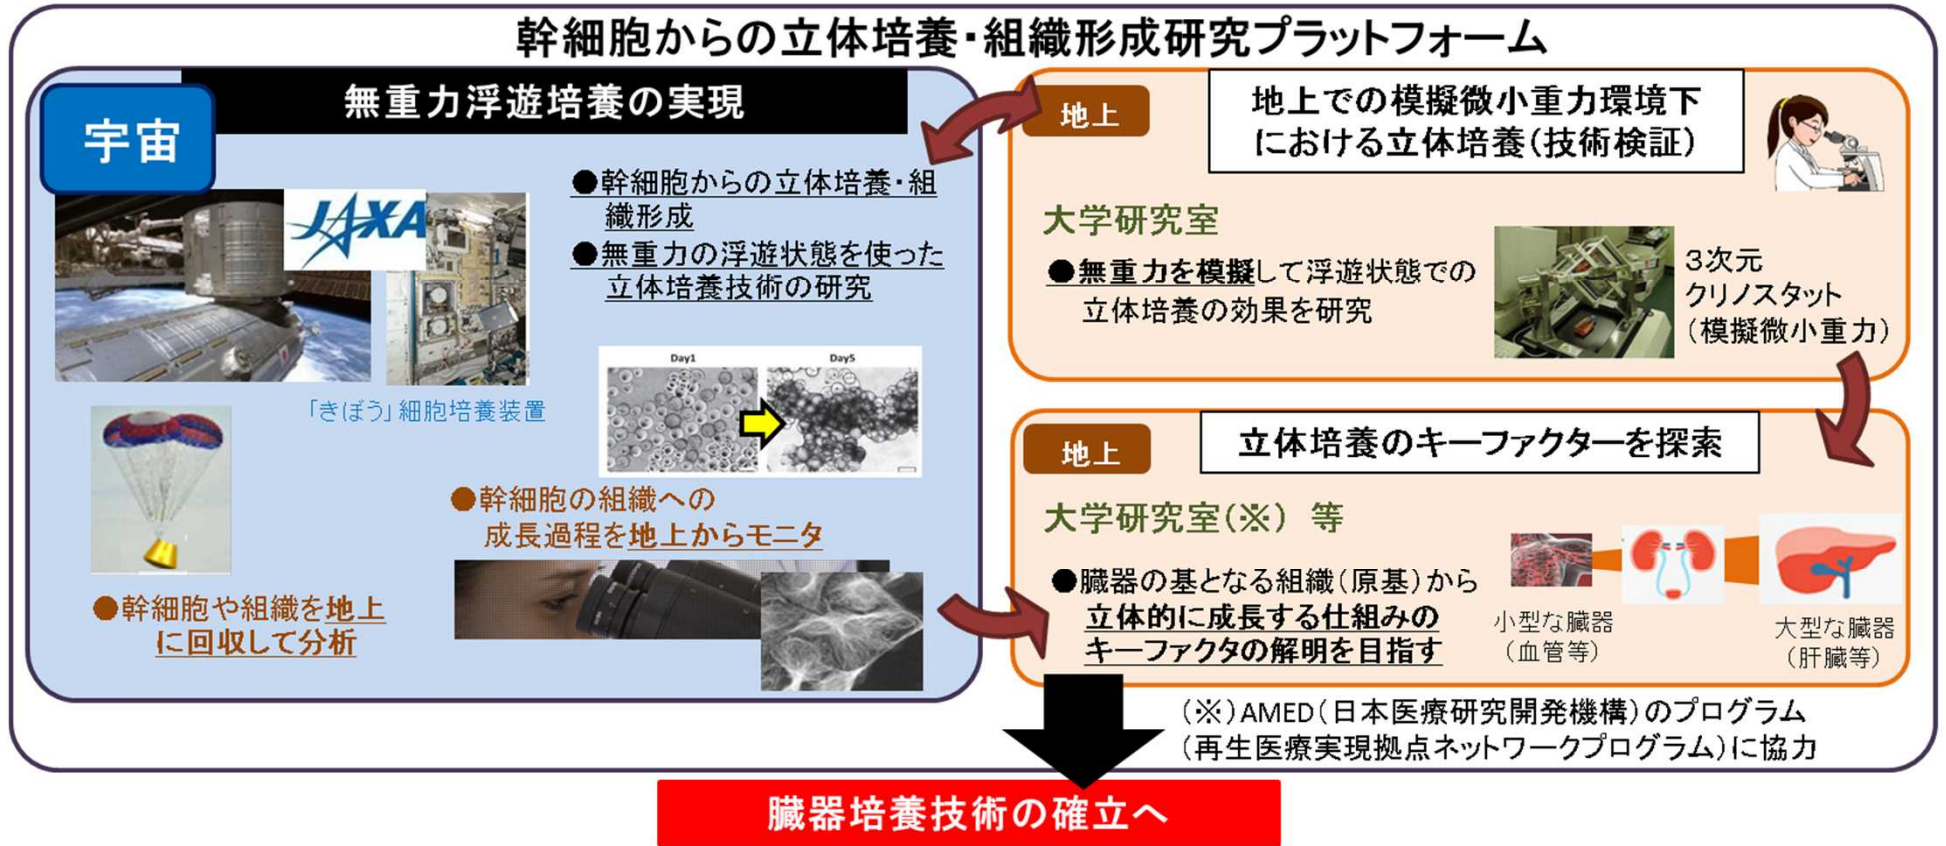 幹細胞からの立体培養・組織形成研究プラットフォーム
宇宙
無重力浮遊培養の実現
JAXA
●幹細胞からの立体培養・組
織形成
●無重力の浮遊状態を使った
立体培養技術の研究
「きぼう」細胞培養装置
Day1
Day5
●幹細胞の組織への
成長過程を地上からモニタ
●幹細胞や組織を地上
に回収して分析
地上
地上での模擬微小重力環境下
における立体培養(技術検証)
大学研究室
●無重力を模擬して浮遊状態での
立体培養の効果を研究
3次元
クリノスタット
(模擬微小重力)
地上
立体培養のキーファクターを探索
大学研究室(※) 等
●臓器の基となる組織(原基)から
立体的に成長する仕組みの
キーファクタの解明を目指す
小型な臓器
(血管等)
大型な臓器
(肝臓等)
(※)AMED(日本医療研究開発機構)のプログラム
(再生医療実現拠点ネットワークプログラム)に協力
臓器培養技術の確立へ